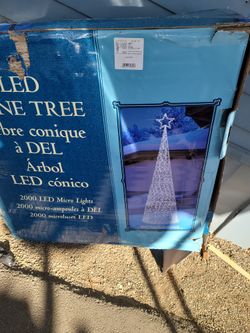 LED
NE TREE
bre conique
à DEL
Árbol
LED cónico
2000 LED Micro Lights
2000 micro-ampoules à DEL
2000 microluces LED